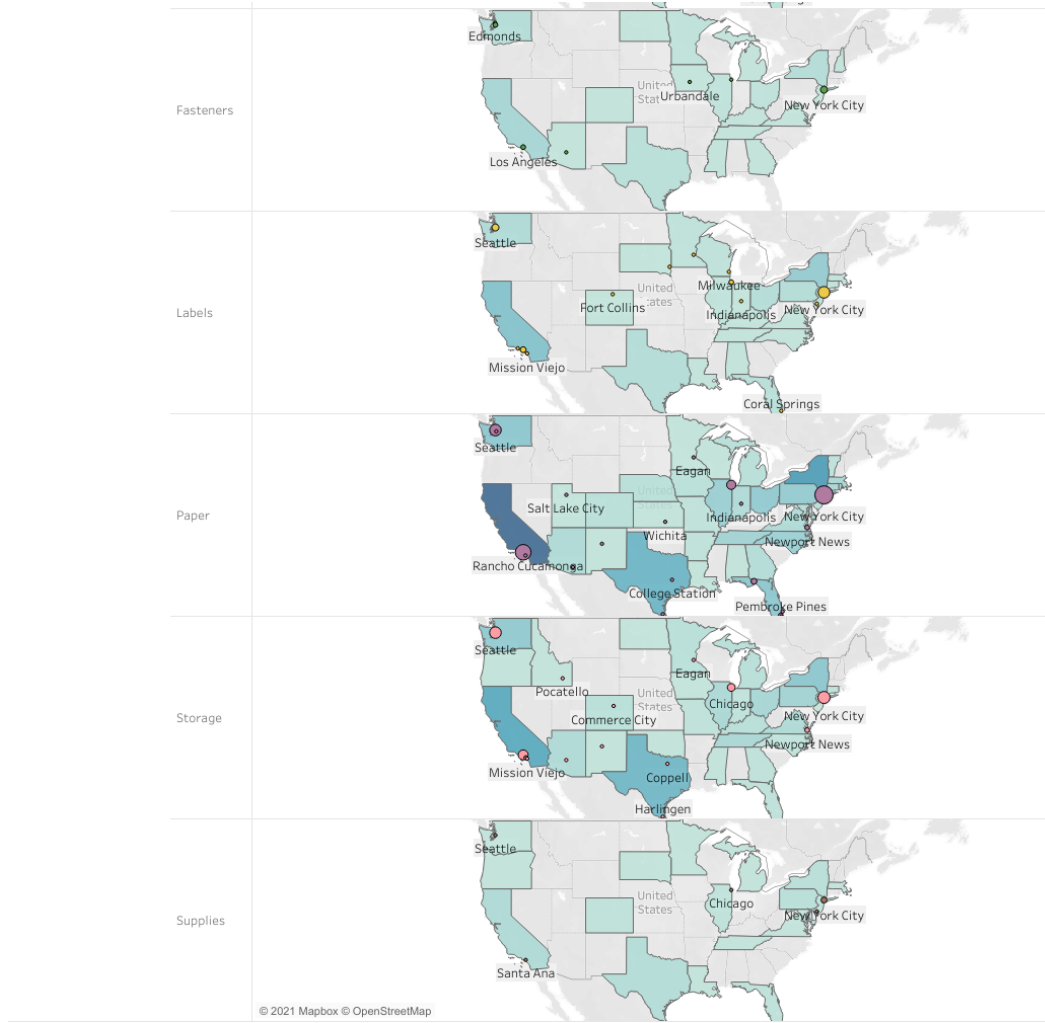 Edmonds
Urbandale
New York City
Fasteners
Los Angeles
Seattle
United
Milwaukee
Fort Collins
New York City
Labels
Indianapolis
Mission Viejo
Coral Springs
Seattle
Eagan
United
States
Salt Lake City
Paper
Indianapolis
New York City
Wichita
Newport News
Rancho Cucamonga
College Station
Pembroke Pines
Seattle
Eagan
Pocatello
United
States
Chicago
Storage
Commerce City
New York City
Newport News
Mission Viejo
Coppell
Harlingen
Seattle
United
States
Chicago
Supplies
New York City
Santa Ana
© 2021 Mapbox © OpenStreetMap